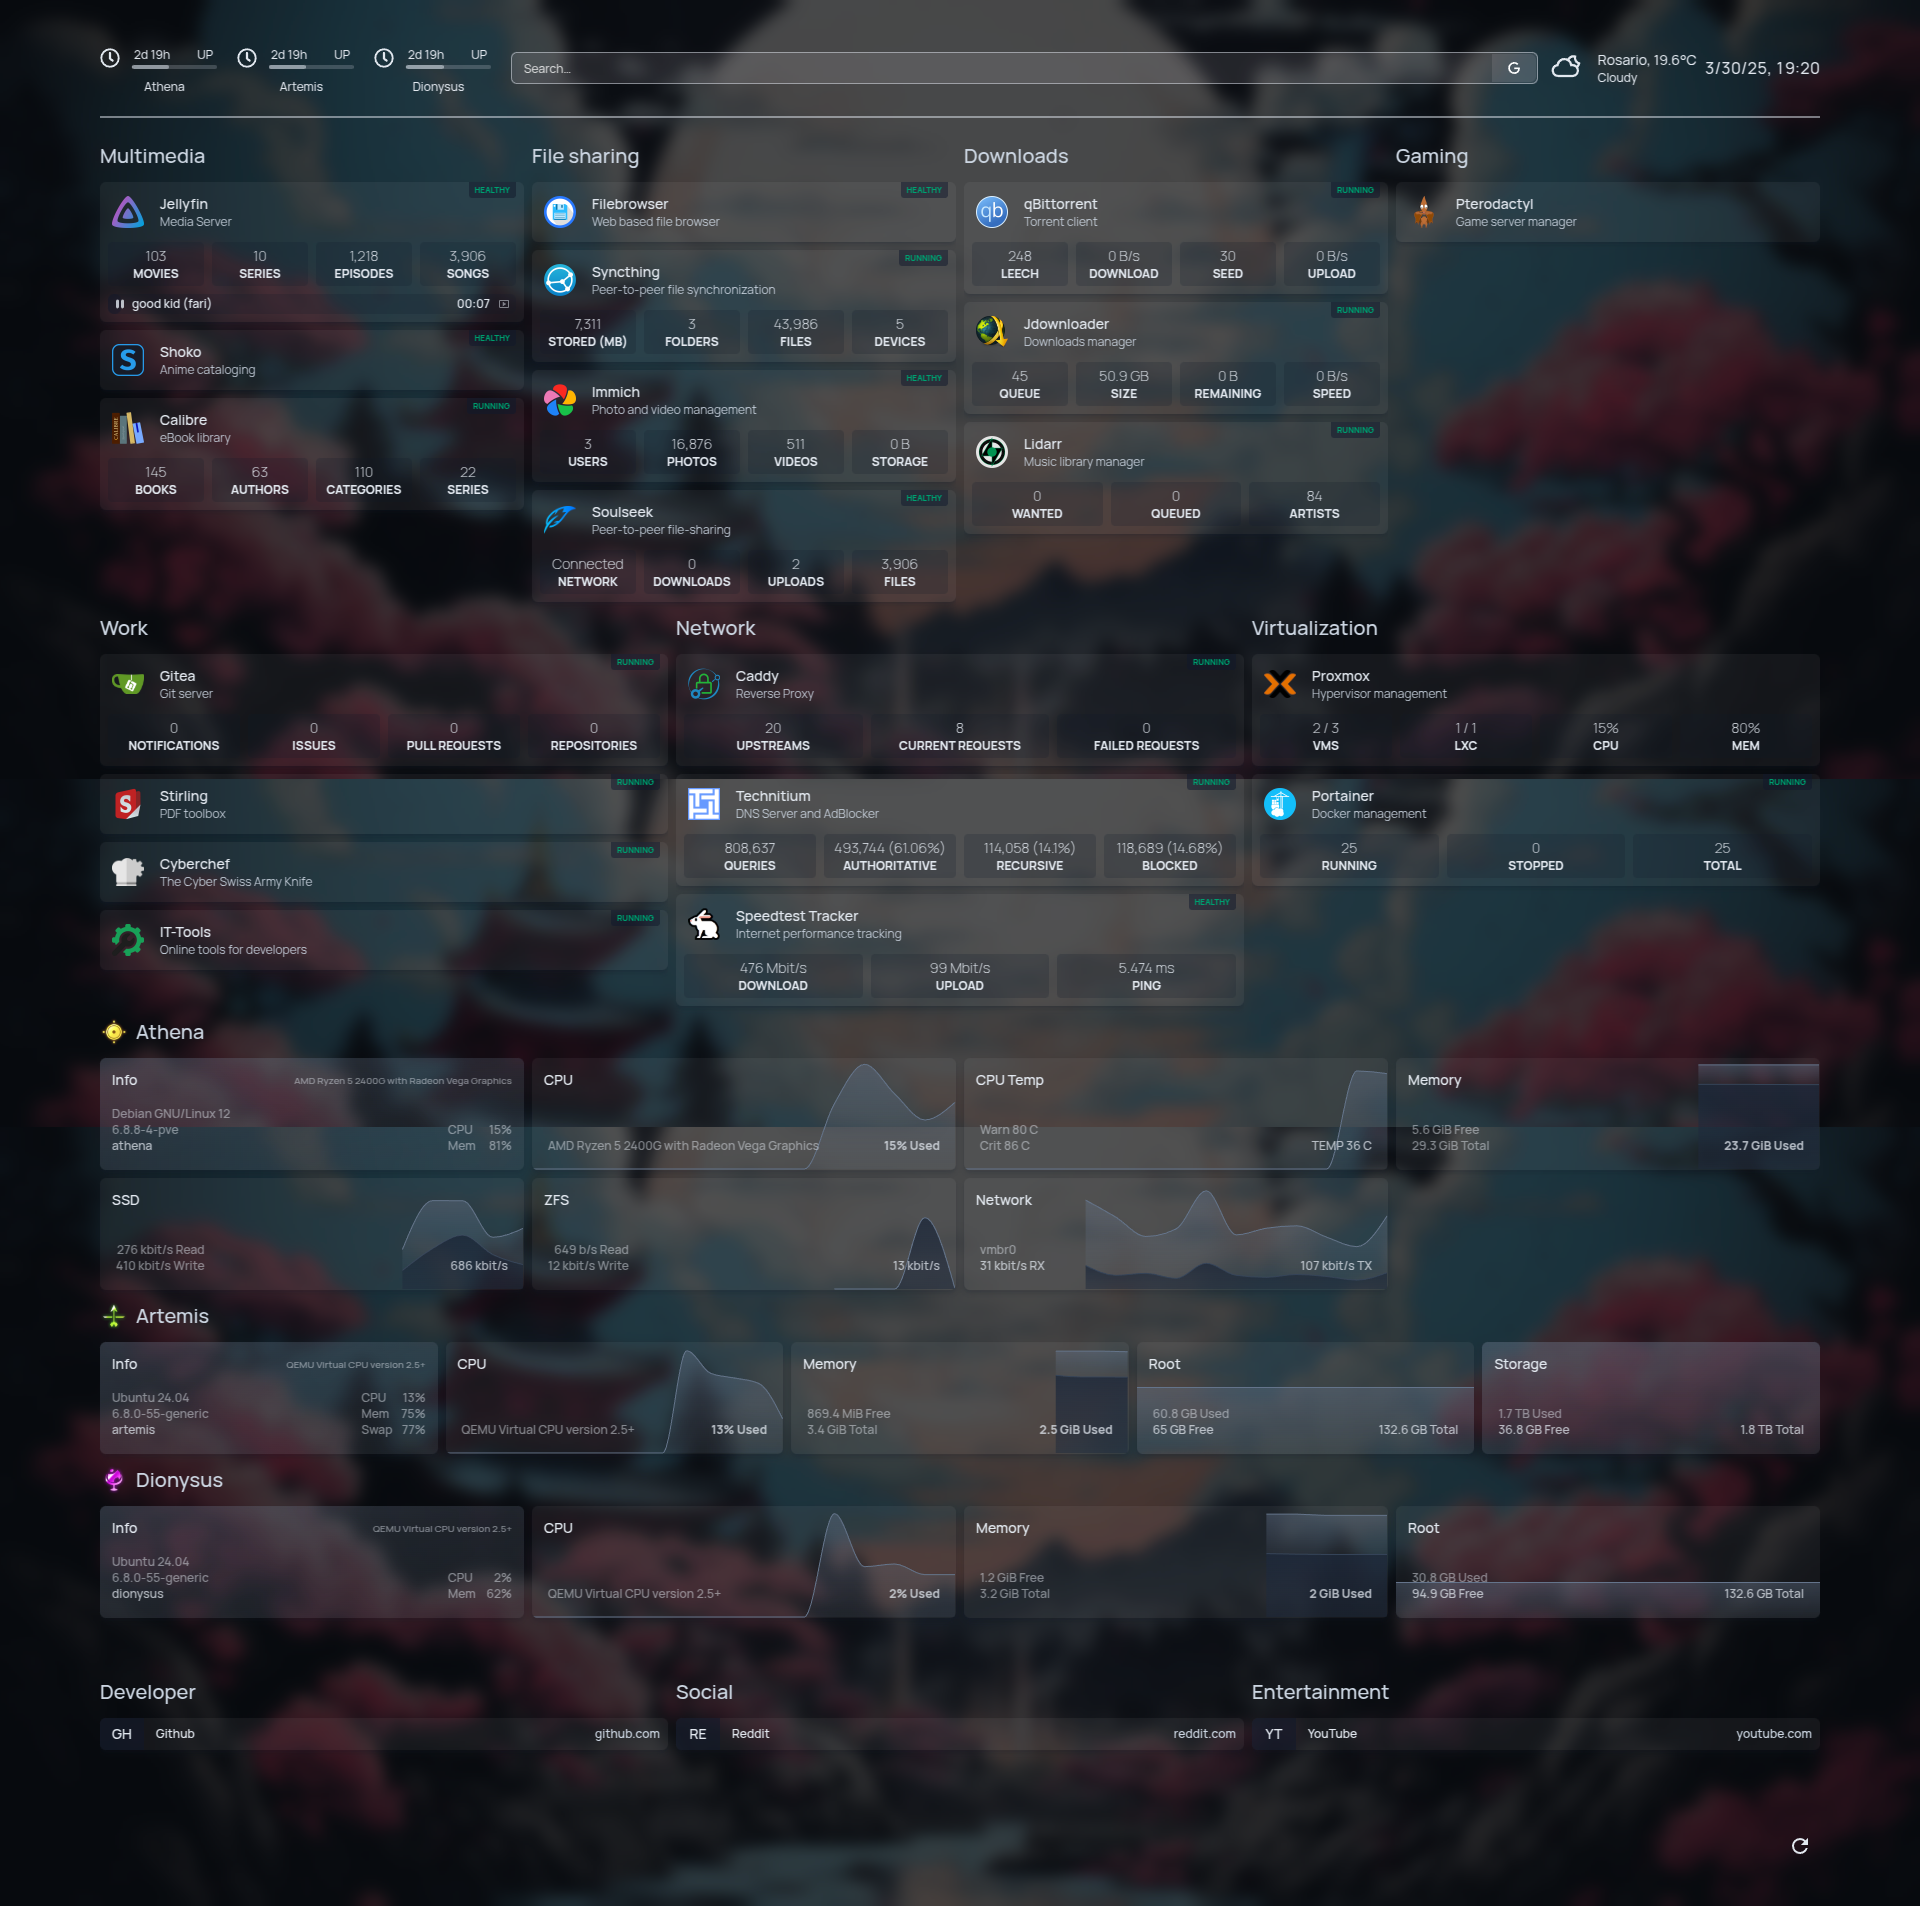 2d 19h UP
Athena
2d 19h UP
Artemis
2d 19h UP
Dionysus
Search...
G
Rosario, 19.6°C
Cloudy
3/30/25, 19:20
Multimedia
HEALTHY
Jellyfin
Media Server
103 10 1,218 3,906
MOVIES SERIES EPISODES SONGS
good kid (fari) 00:07
HEALTHY
Shoko
Anime cataloging
RUNNING
CALIBRE
Calibre
eBook library
145 63 110 22
BOOKS AUTHORS CATEGORIES SERIES
File sharing
HEALTHY
Filebrowser
Web based file browser
RUNNING
Syncthing
Peer-to-peer file synchronization
7,311 3 43,986 5
STORED (MB) FOLDERS FILES DEVICES
HEALTHY
Immich
Photo and video management
3 16,876 511 0 B
USERS PHOTOS VIDEOS STORAGE
HEALTHY
Soulseek
Peer-to-peer file-sharing
Connected 0 2 3,906
NETWORK DOWNLOADS UPLOADS FILES
Downloads
RUNNING
qb
qBittorrent
Torrent client
248 0 B/s 30 0 B/s
LEECH DOWNLOAD SEED UPLOAD
RUNNING
Jdownloader
Downloads manager
45 50.9 GB 0 B 0 B/s
QUEUE SIZE REMAINING SPEED
RUNNING
Lidarr
Music library manager
0 0 84
WANTED QUEUED ARTISTS
Gaming
Pterodactyl
Game server manager
Work
RUNNING
Gitea
Git server
0 0 0 0
NOTIFICATIONS ISSUES PULL REQUESTS REPOSITORIES
RUNNING
Stirling
PDF toolbox
RUNNING
Cyberchef
The Cyber Swiss Army Knife
RUNNING
IT-Tools
Online tools for developers
Network
RUNNING
Caddy
Reverse Proxy
20 8 0
UPSTREAMS CURRENT REQUESTS FAILED REQUESTS
RUNNING
Technitium
DNS Server and AdBlocker
808,637 493,744 (61.06%) 114,058 (14.1%) 118,689 (14.68%)
QUERIES AUTHORITATIVE RECURSIVE BLOCKED
HEALTHY
Speedtest Tracker
Internet performance tracking
476 Mbit/s 99 Mbit/s 5.474 ms
DOWNLOAD UPLOAD PING
Virtualization
Proxmox
Hypervisor management
2 / 3 1 / 1 15% 80%
VMS LXC CPU MEM
RUNNING
Portainer
Docker management
25 0 25
RUNNING STOPPED TOTAL
Athena
Info AMD Ryzen 5 2400G with Radeon Vega Graphics
Debian GNU/Linux 12
6.8.8-4-pve CPU 15%
athena Mem 81%
CPU
AMD Ryzen 5 2400G with Radeon Vega Graphics 15% Used
CPU Temp
Warn 80 C
Crit 86 C TEMP 36 C
Memory
5.6 GiB Free
29.3 GiB Total 23.7 GiB Used
SSD
276 kbit/s Read
410 kbit/s Write 686 kbit/s
ZFS
649 b/s Read
12 kbit/s Write 13 kbit/s
Network
vmbr0
31 kbit/s RX 107 kbit/s TX
Artemis
Info QEMU Virtual CPU version 2.5+
Ubuntu 24.04 CPU 13%
6.8.0-55-generic Mem 75%
artemis Swap 77%
CPU
QEMU Virtual CPU version 2.5+ 13% Used
Memory
869.4 MiB Free
3.4 GiB Total 2.5 GiB Used
Root
60.8 GB Used
65 GB Free 132.6 GB Total
Storage
1.7 TB Used
36.8 GB Free 1.8 TB Total
Dionysus
Info QEMU Virtual CPU version 2.5+
Ubuntu 24.04
6.8.0-55-generic CPU 2%
dionysus Mem 62%
CPU
QEMU Virtual CPU version 2.5+ 2% Used
Memory
1.2 GiB Free
3.2 GiB Total 2 GiB Used
Root
30.8 GB Used
94.9 GB Free 132.6 GB Total
Developer
GH Github github.com
Social
RE Reddit reddit.com
Entertainment
YT YouTube youtube.com